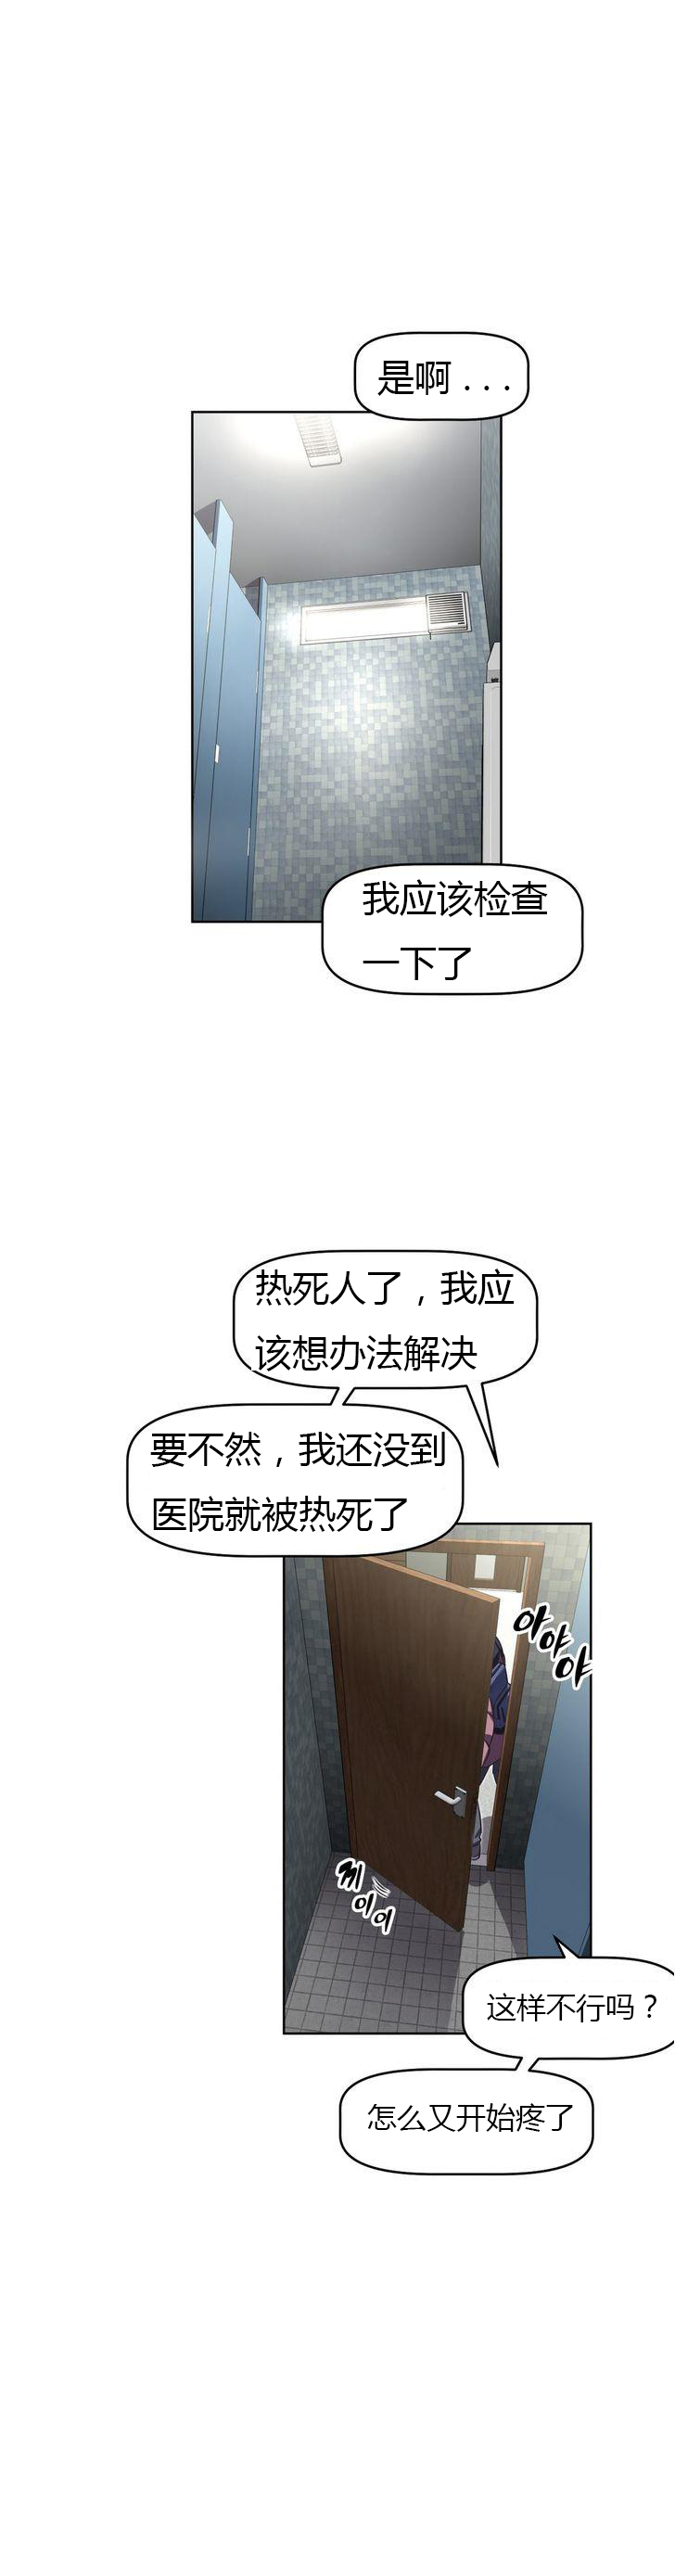 是啊...
我应该检查
一下了
热死人了，我应
该想办法解决
要不然，我还没到
医院就被热死了
아
야
야
끼
이
이
这样不行吗？
怎么又开始疼了